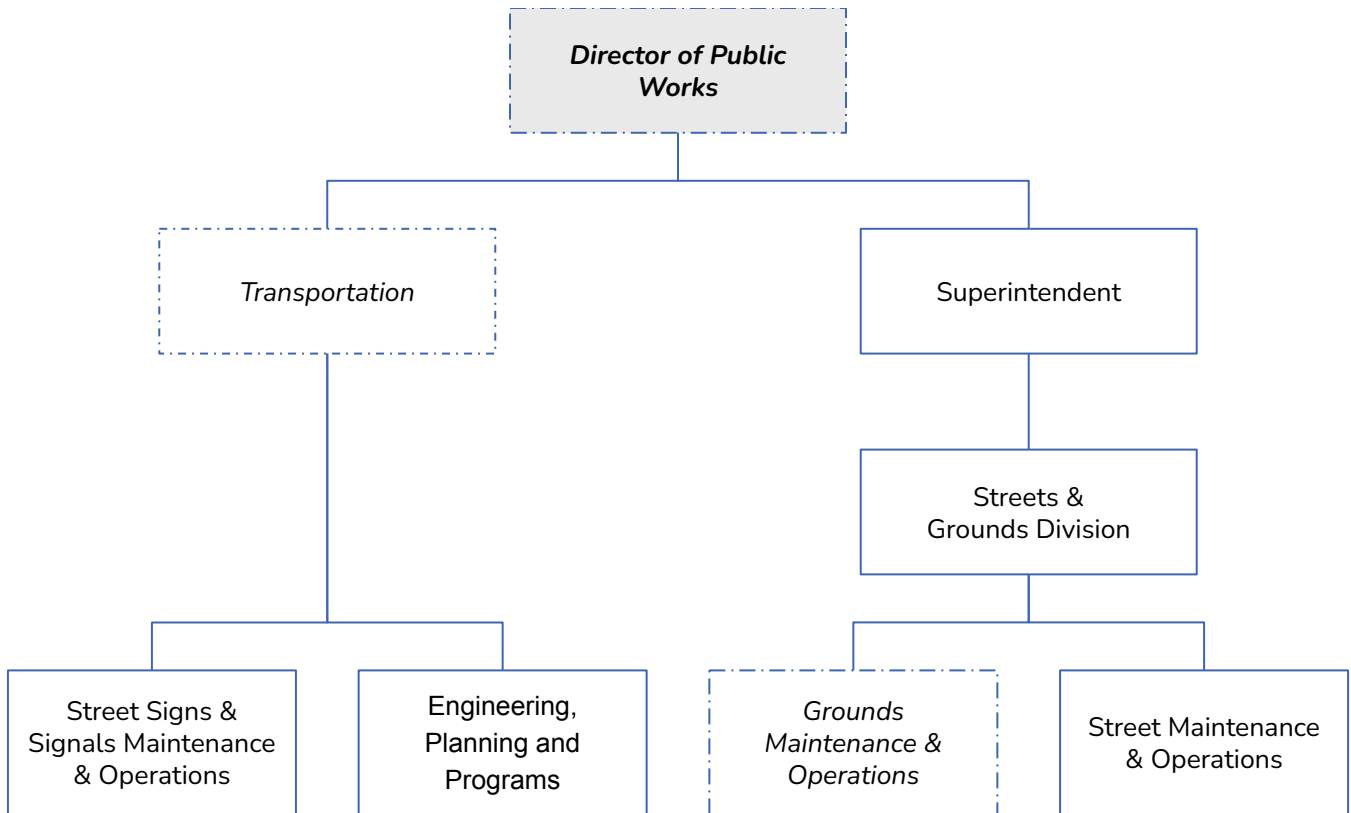 Director of Public
Works
Transportation
Superintendent
Streets &
Grounds Division
Street Signs &
Signals Maintenance
& Operations
Engineering,
Planning and
Programs
Grounds
Maintenance &
Operations
Street Maintenance
& Operations